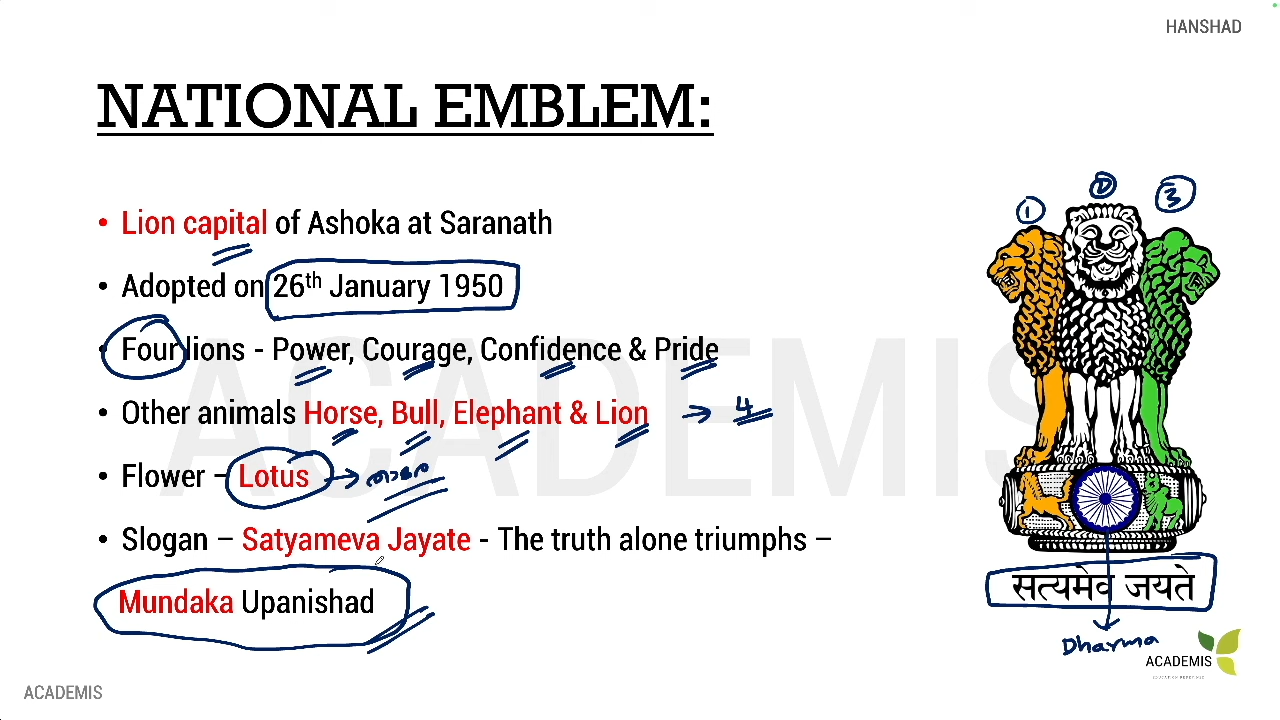 HANSHAD
NATIONAL EMBLEM:
• Lion capital of Ashoka at Saranath
• Adopted on 26th January 1950
• Four lions - Power, Courage, Confidence & Pride
• Other animals Horse, Bull, Elephant & Lion → 4
• Flower – Lotus →
• Slogan – Satyameva Jayate - The truth alone triumphs –
Mundaka Upanishad
1
3
सत्यमेव जयते
Dharma
ACADEMIS
ACADEMIS
ACADEMIS